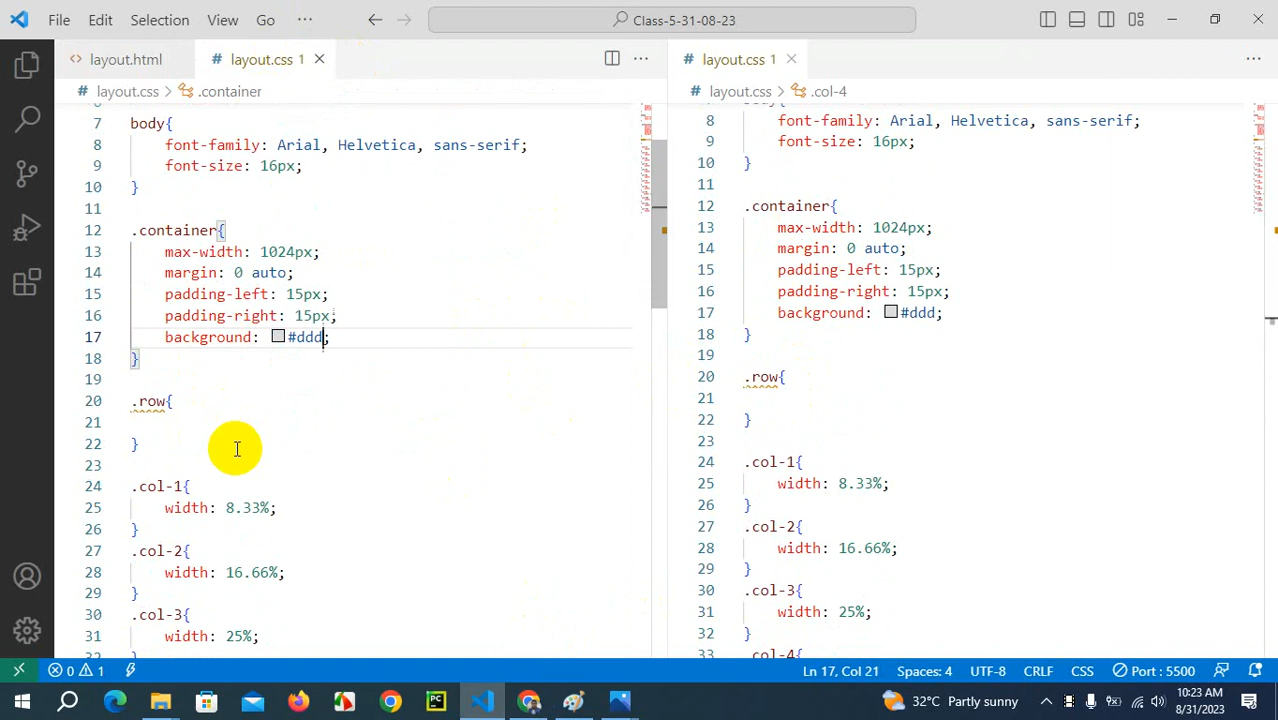 File Edit Selection View Go ··· Class-5-31-08-23
layout.html # layout.css 1
# layout.css > .container
7 body{
8 font-family: Arial, Helvetica, sans-serif;
9 font-size: 16px;
10 }
11
12 .container{
13 max-width: 1024px;
14 margin: 0 auto;
15 padding-left: 15px;
16 padding-right: 15px;
17 background: #ddd;
18 }
19
20 .row{
21
22 }
23
24 .col-1{
25 width: 8.33%;
26 }
27 .col-2{
28 width: 16.66%;
29 }
30 .col-3{
31 width: 25%;
# layout.css 1
# layout.css > .col-4
8 font-family: Arial, Helvetica, sans-serif;
9 font-size: 16px;
10 }
11
12 .container{
13 max-width: 1024px;
14 margin: 0 auto;
15 padding-left: 15px;
16 padding-right: 15px;
17 background: #ddd;
18 }
19
20 .row{
21
22 }
23
24 .col-1{
25 width: 8.33%;
26 }
27 .col-2{
28 width: 16.66%;
29 }
30 .col-3{
31 width: 25%;
32 }
33 .col-4{
0 1 Ln 17, Col 21 Spaces: 4 UTF-8 CRLF CSS Port : 5500
PC 32°C Partly sunny 10:23 AM
8/31/2023